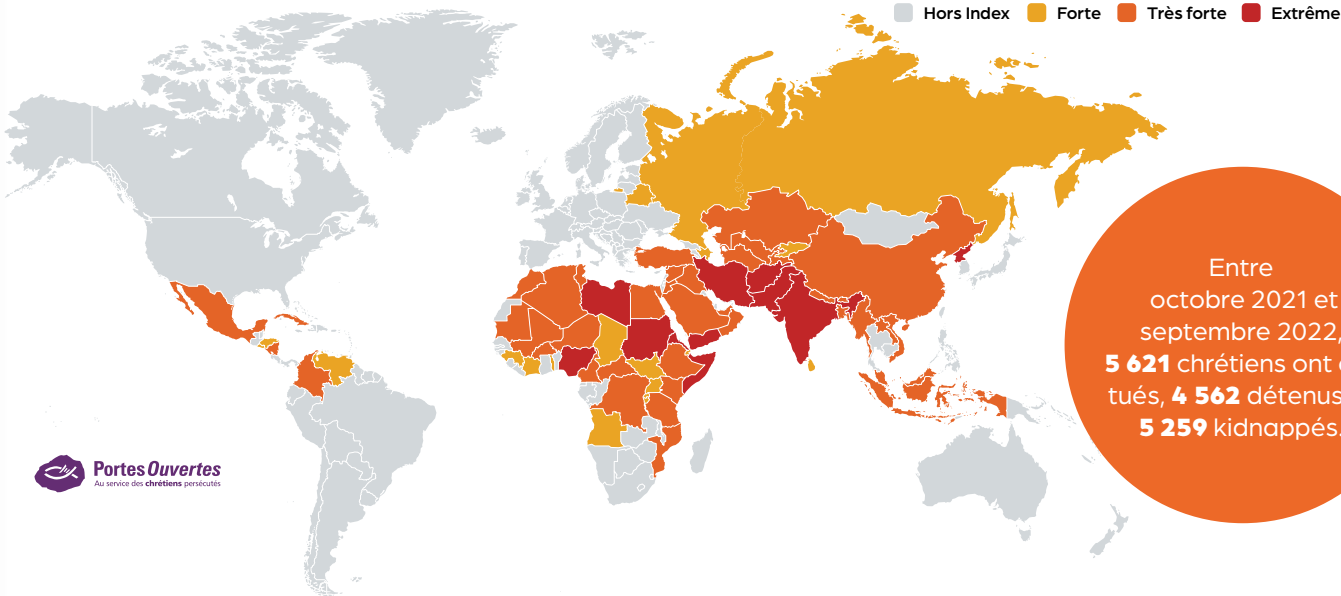 Hors Index Forte Très forte Extrême
Entre
octobre 2021 et
septembre 2022,
5 621 chrétiens ont
tués, 4 562 détenus
5 259 kidnappés.
Portes Ouvertes
Au service des chrétiens persécutés